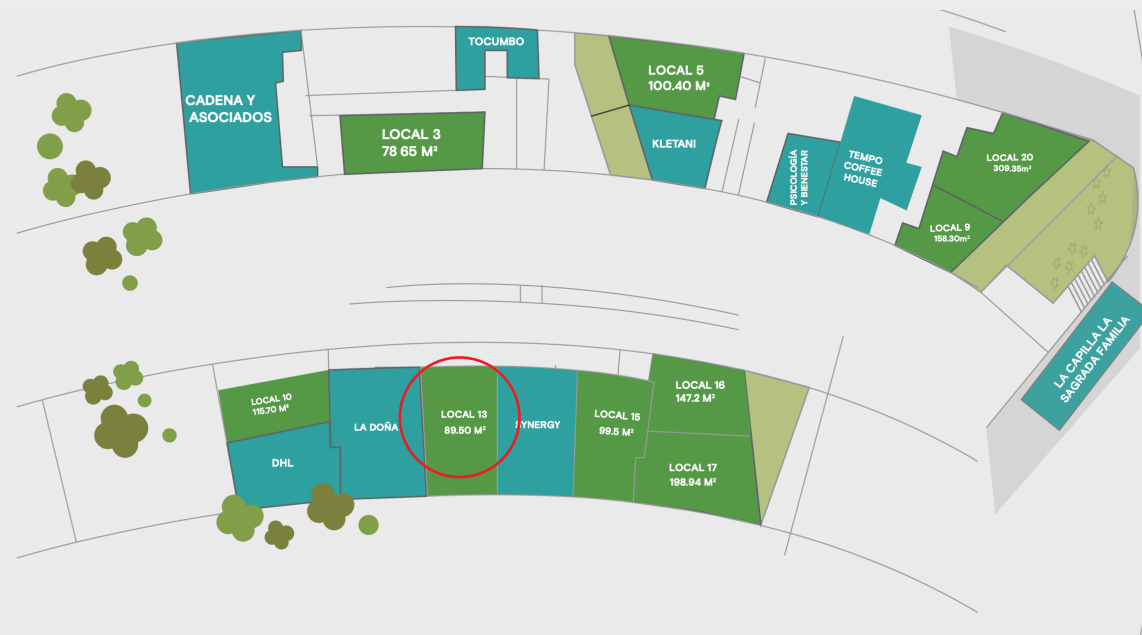 CADENA Y
ASOCIADOS
TOCUMBO
LOCAL 3
78 65 M²
LOCAL 5
100.40 M²
KLETANI
PSICOLOGÍA
Y BIENESTAR
TEMPO
COFFEE
HOUSE
LOCAL 20
309.35m²
LOCAL 9
158.30m²
LA CAPILLA LA
SAGRADA FAMILIA
LOCAL 10
115.70 M²
DHL
LA DOÑA
LOCAL 13
89.50 M²
SYNERGY
LOCAL 15
99.5 M²
LOCAL 16
147.2 M²
LOCAL 17
198.94 M²